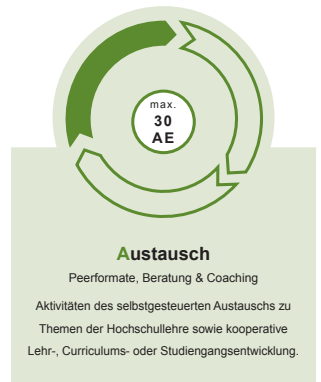 max.
30
AE
Austausch
Peerformate, Beratung & Coaching
Aktivitäten des selbstgesteuerten Austauschs zu
Themen der Hochschullehre sowie kooperative
Lehr-, Curriculums- oder Studiengangsentwicklung.